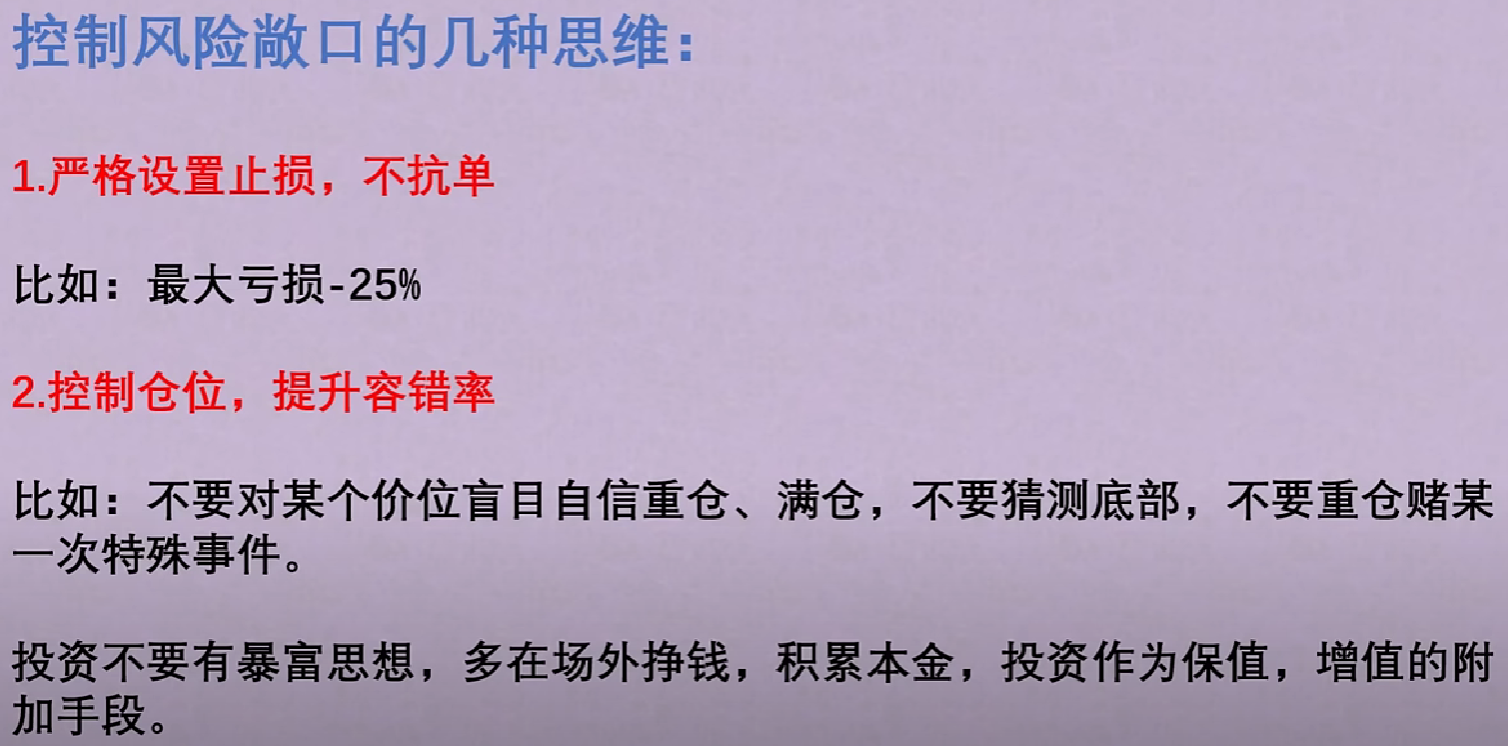 控制风险敞口的几种思维：
1.严格设置止损，不抗单
比如：最大亏损-25%
2.控制仓位，提升容错率
比如：不要对某个价位盲目自信重仓、满仓，不要猜测底部，不要重仓赌某
一次特殊事件。
投资不要有暴富思想，多在场外挣钱，积累本金，投资作为保值，增值的附
加手段。